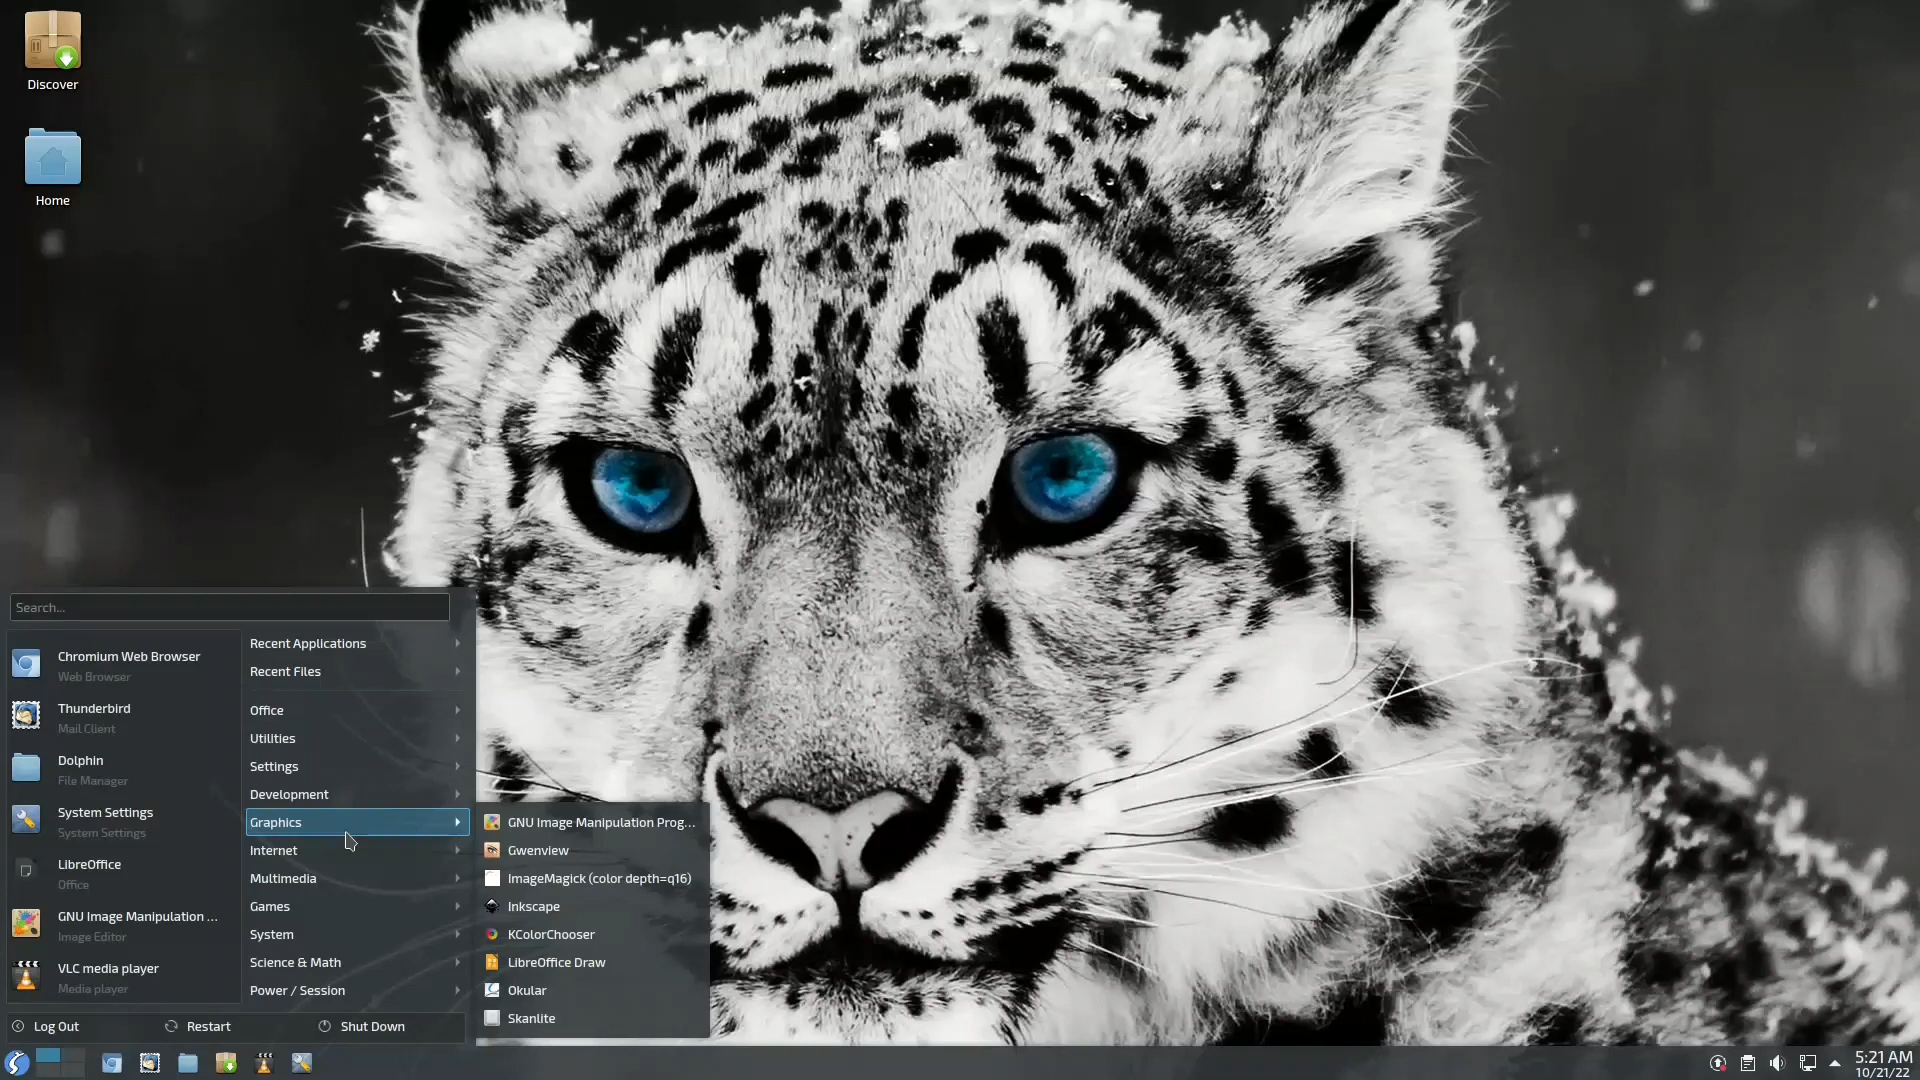 Discover
Home
Search...
Chromium Web Browser
Web Browser
Thunderbird
Mail Client
Dolphin
File Manager
System Settings
System Settings
LibreOffice
Office
GNU Image Manipulation ...
Image Editor
VLC media player
Media player
Recent Applications
Recent Files
Office
Utilities
Settings
Development
Graphics
Internet
Multimedia
Games
System
Science & Math
Power / Session
GNU Image Manipulation Prog...
Gwenview
ImageMagick (color depth=q16)
Inkscape
KColorChooser
LibreOffice Draw
Okular
Skanlite
Log Out
Restart
Shut Down
5:21 AM
10/21/22